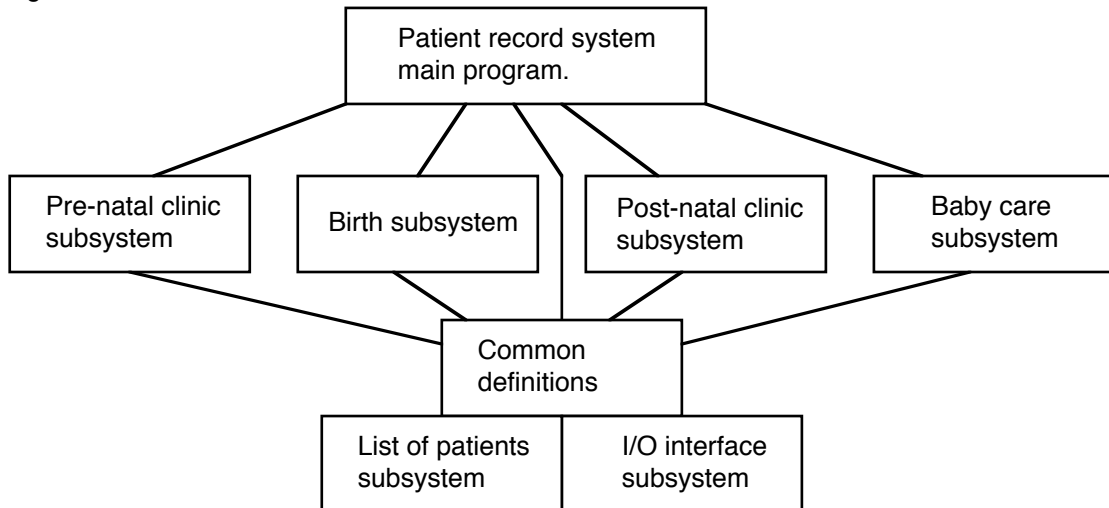 Patient record system
main program.
Pre-natal clinic
subsystem
Birth subsystem
Post-natal clinic
subsystem
Baby care
subsystem
Common
definitions
List of patients
subsystem
I/O interface
subsystem